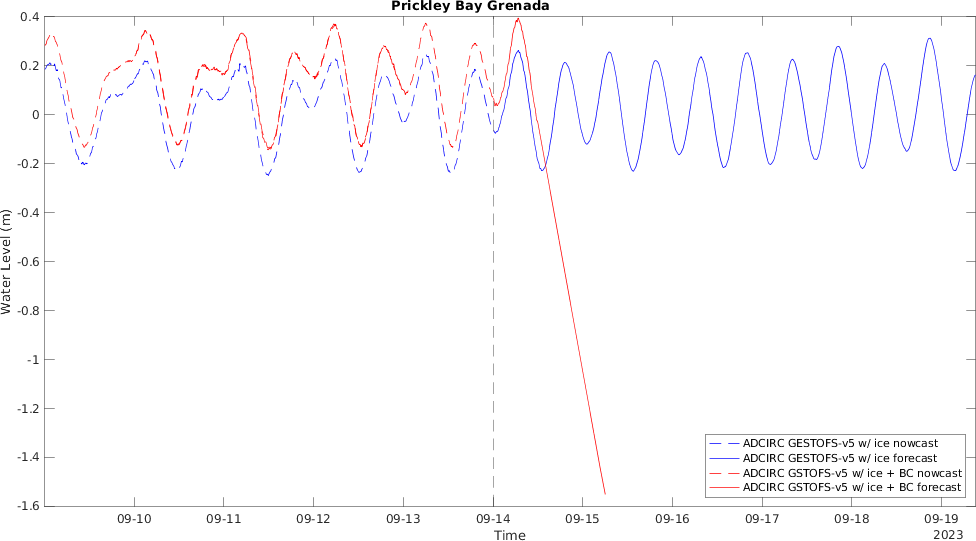 Prickley Bay Grenada
0.4
0.2
0
-0.2
-0.4
-0.6
-0.8
-1
-1.2
-1.4
-1.6
Water Level (m)
ADCIRC GESTOFS-v5 w/ ice nowcast
ADCIRC GESTOFS-v5 w/ ice forecast
ADCIRC GSTOFS-v5 w/ ice + BC nowcast
ADCIRC GSTOFS-v5 w/ ice + BC forecast
09-10 09-11 09-12 09-13 09-14 09-15 09-16 09-17 09-18 09-19
Time
2023